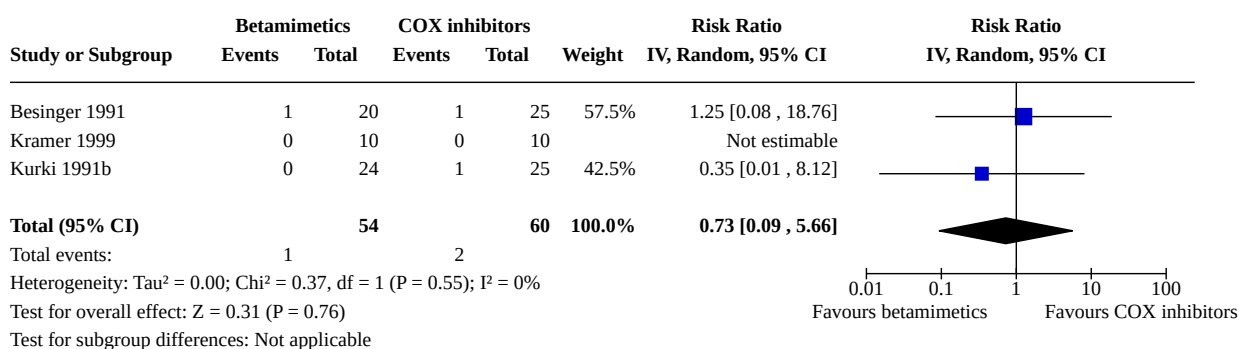 Betamimetics COX inhibitors Risk Ratio Risk Ratio
Study or Subgroup Events Total Events Total Weight IV, Random, 95% CI IV, Random, 95% CI
Besinger 1991 1 20 1 25 57.5% 1.25 [0.08 , 18.76]
Kramer 1999 0 10 0 10 Not estimable
Kurki 1991b 0 24 1 25 42.5% 0.35 [0.01 , 8.12]
Total (95% CI) 54 60 100.0% 0.73 [0.09 , 5.66]
Total events: 1 2
Heterogeneity: Tau² = 0.00; Chi² = 0.37, df = 1 (P = 0.55); I² = 0%
0.01 0.1 1 10 100
Test for overall effect: Z = 0.31 (P = 0.76) Favours betamimetics Favours COX inhibitors
Test for subgroup differences: Not applicable